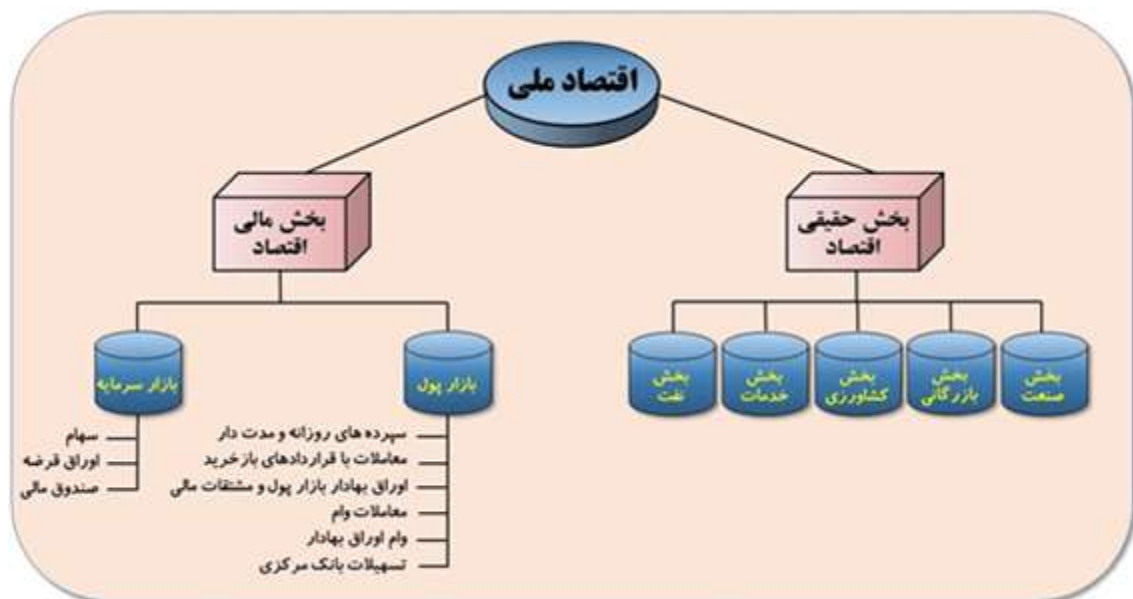 اقتصاد ملی
بخش حقیقی
اقتصاد
بخش مالی
اقتصاد
بخش
صنعت
بخش
بازرگانی
بخش
کشاورزی
بخش
خدمات
بخش
نفت
بازار پول
سپرده های روزانه و مدت دار
معاملات با قراردادهای بازخرید
اوراق بهادار بازار پول و مشتقات مالی
معاملات وام
وام اوراق بهادار
تسهیلات بانک مرکزی
بازار سرمایه
سهام
اوراق قرضه
صندوق مالی